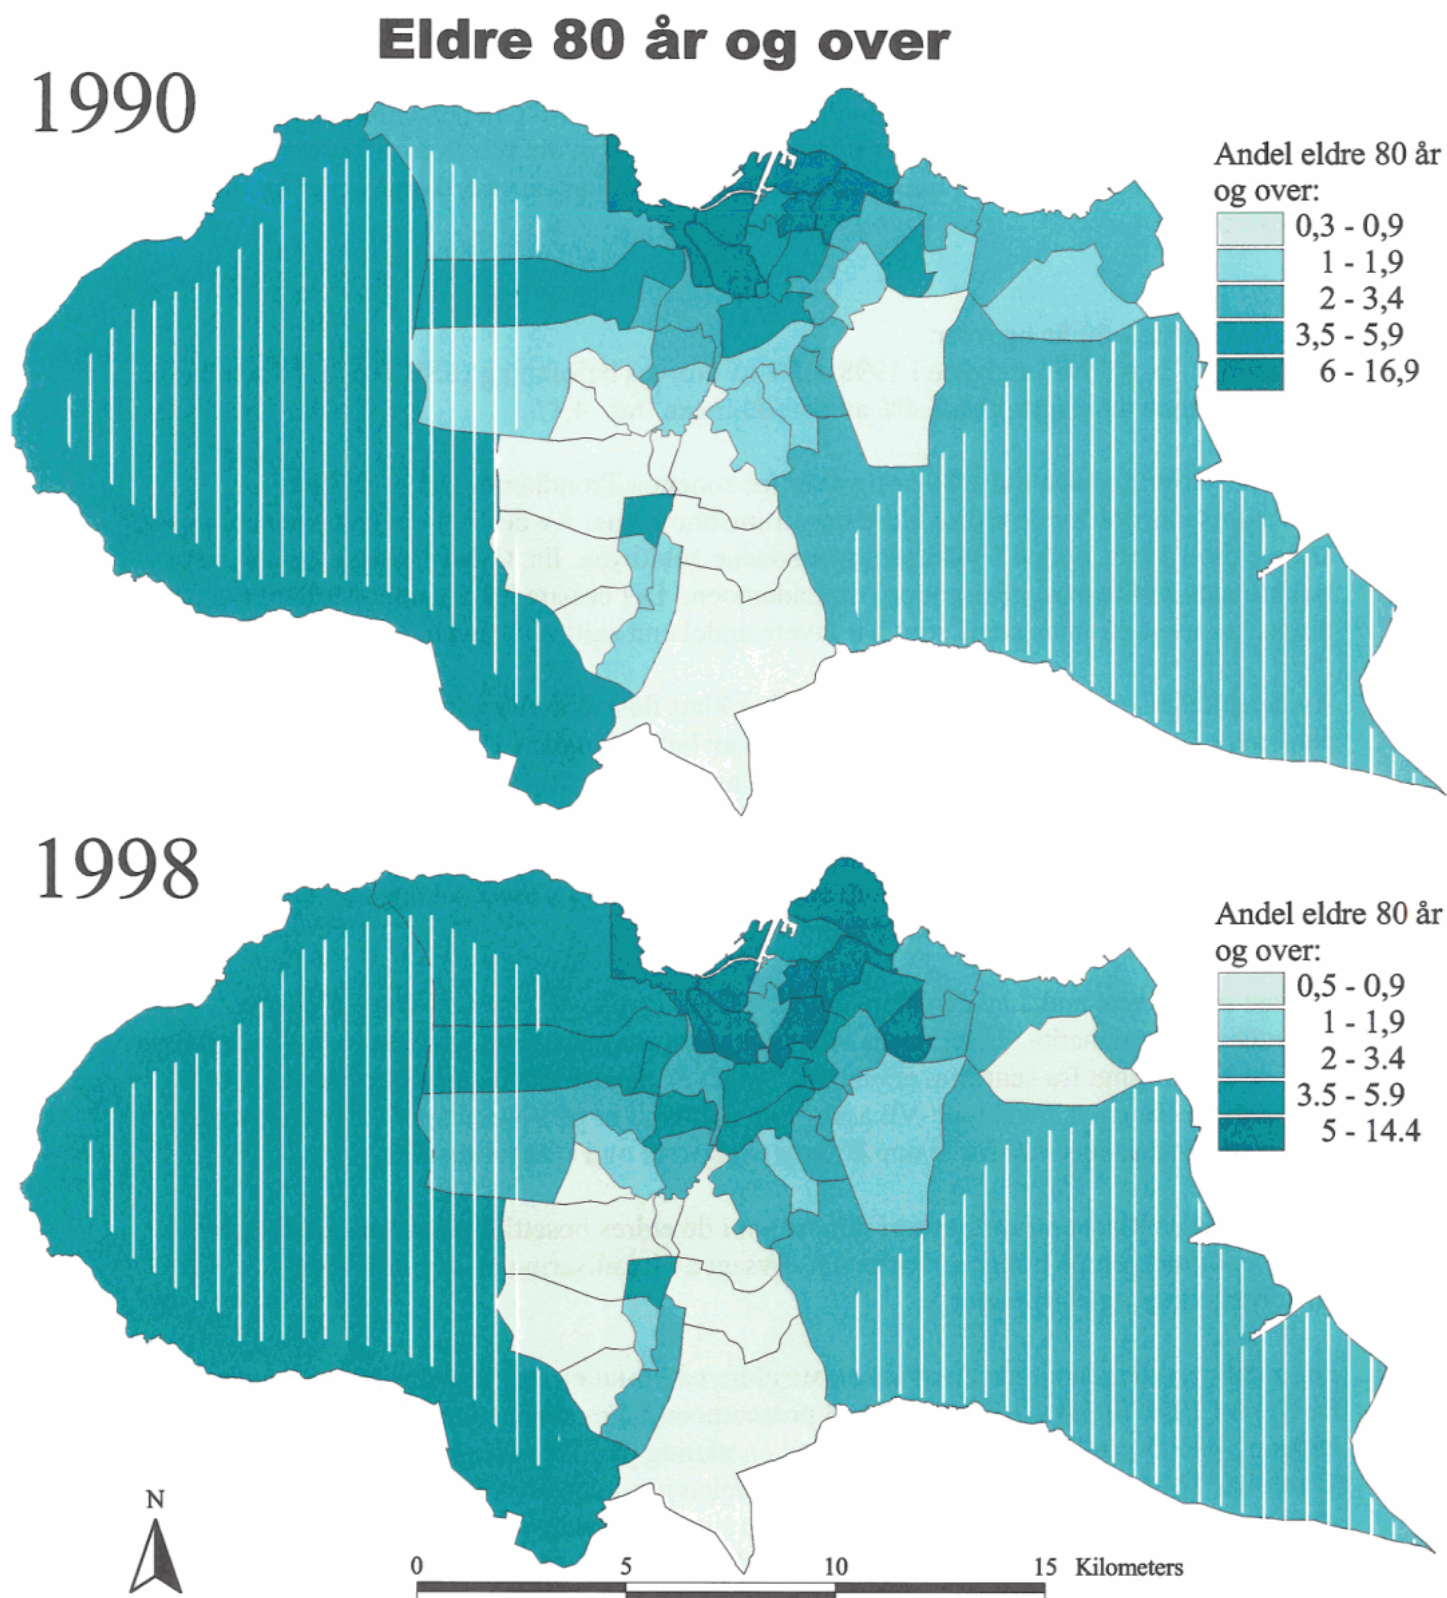 Eldre 80 år og over
1990
Andel eldre 80 år
og over:
0,3 - 0,9
1 - 1,9
2 - 3,4
3,5 - 5,9
6 - 16,9
1998
Andel eldre 80 år
og over:
0,5 - 0,9
1 - 1,9
2 - 3.4
3.5 - 5.9
5 - 14.4
N
0 5 10 15 Kilometers